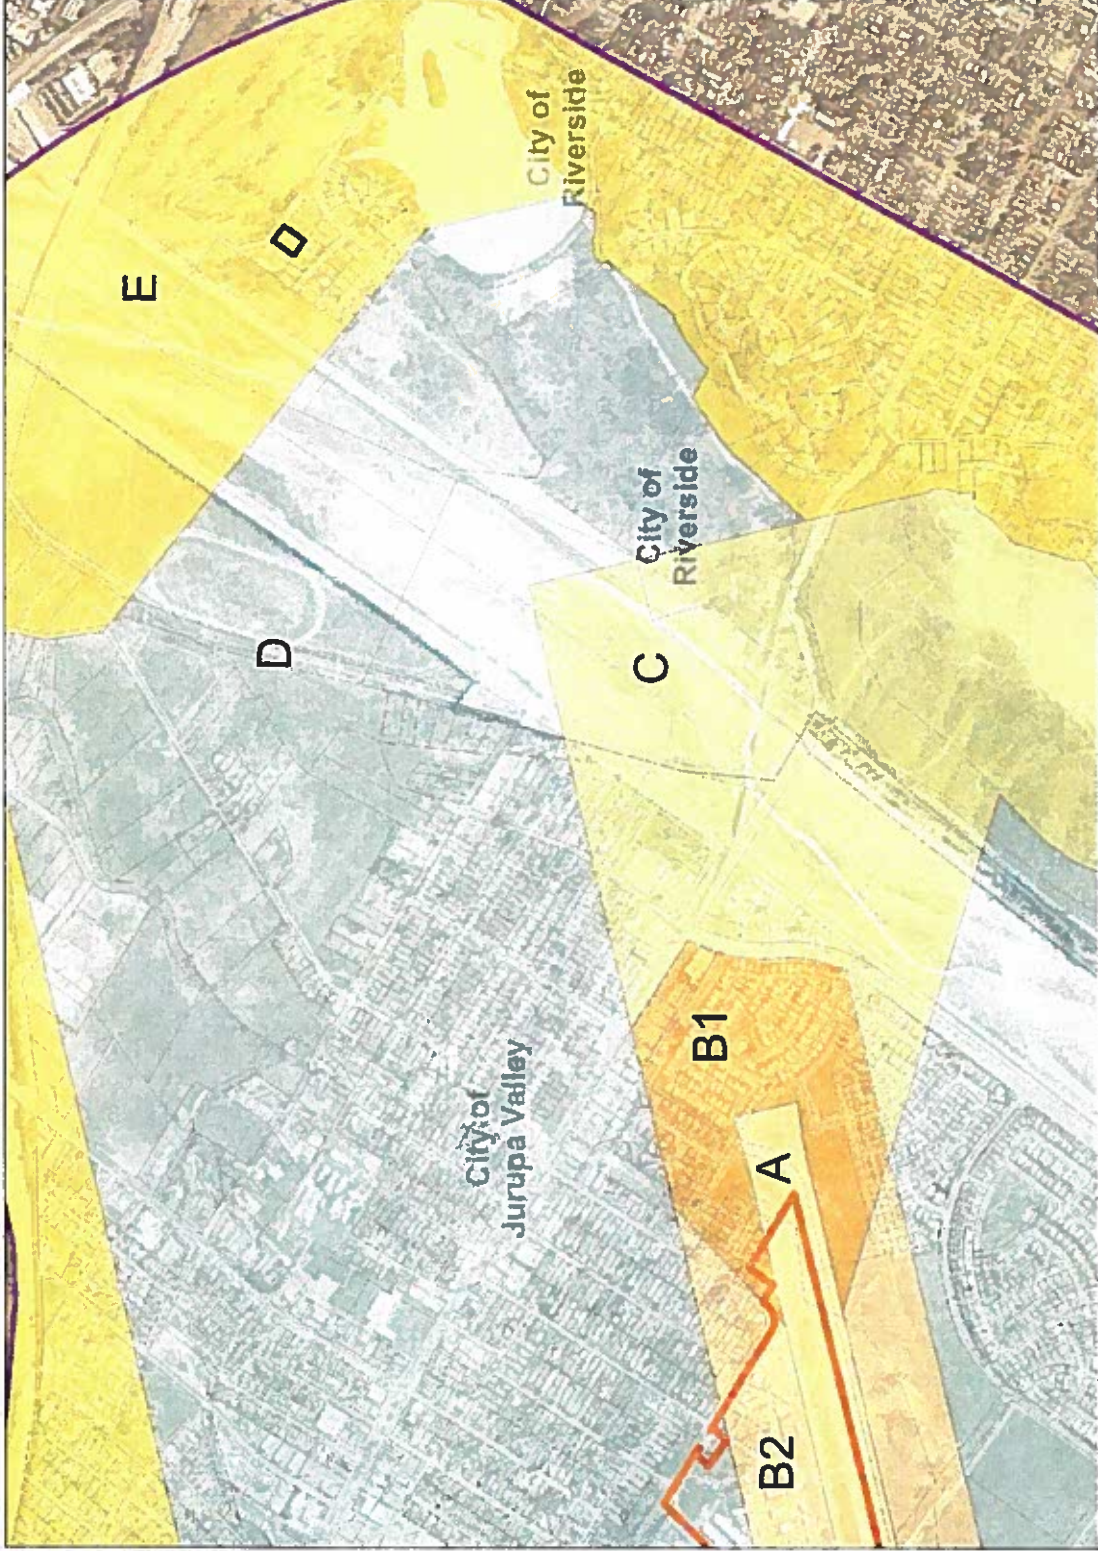 E
City of
Riverside
D
City of
Riverside
C
City of
Jurupa Valley
B1
A
B2